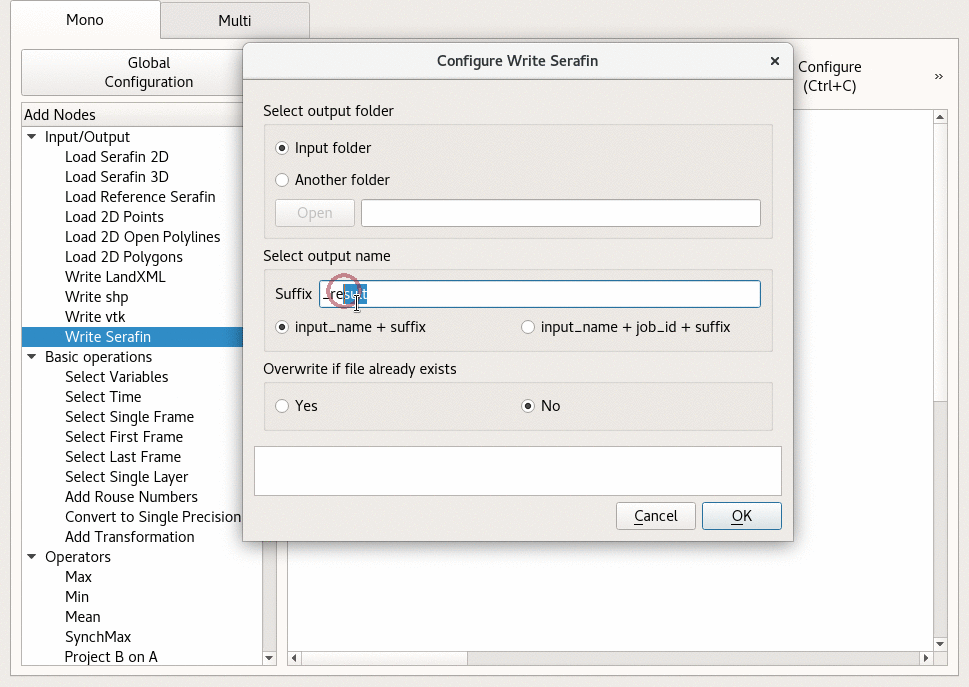 Mono
Multi
Global
Configuration
Configure
(Ctrl+C)
»
Add Nodes
Input/Output
Load Serafin 2D
Load Serafin 3D
Load Reference Serafin
Load 2D Points
Load 2D Open Polylines
Load 2D Polygons
Write LandXML
Write shp
Write vtk
Write Serafin
Basic operations
Select Variables
Select Time
Select Single Frame
Select First Frame
Select Last Frame
Select Single Layer
Add Rouse Numbers
Convert to Single Precision
Add Transformation
Operators
Max
Min
Mean
SynchMax
Project B on A
Configure Write Serafin
Select output folder
Input folder
Another folder
Open
Select output name
Suffix _result
input_name + suffix
input_name + job_id + suffix
Overwrite if file already exists
Yes
No
Cancel
OK